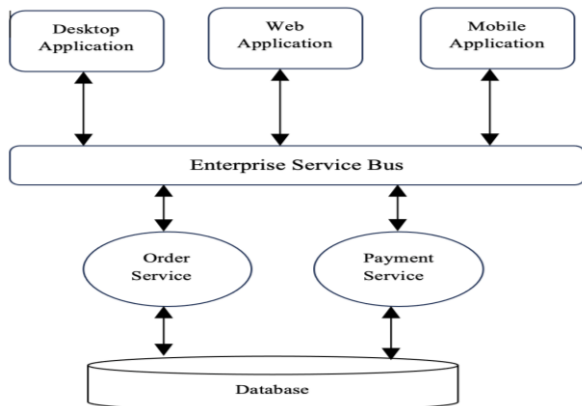 Desktop
Application
Web
Application
Mobile
Application
Enterprise Service Bus
Order
Service
Payment
Service
Database